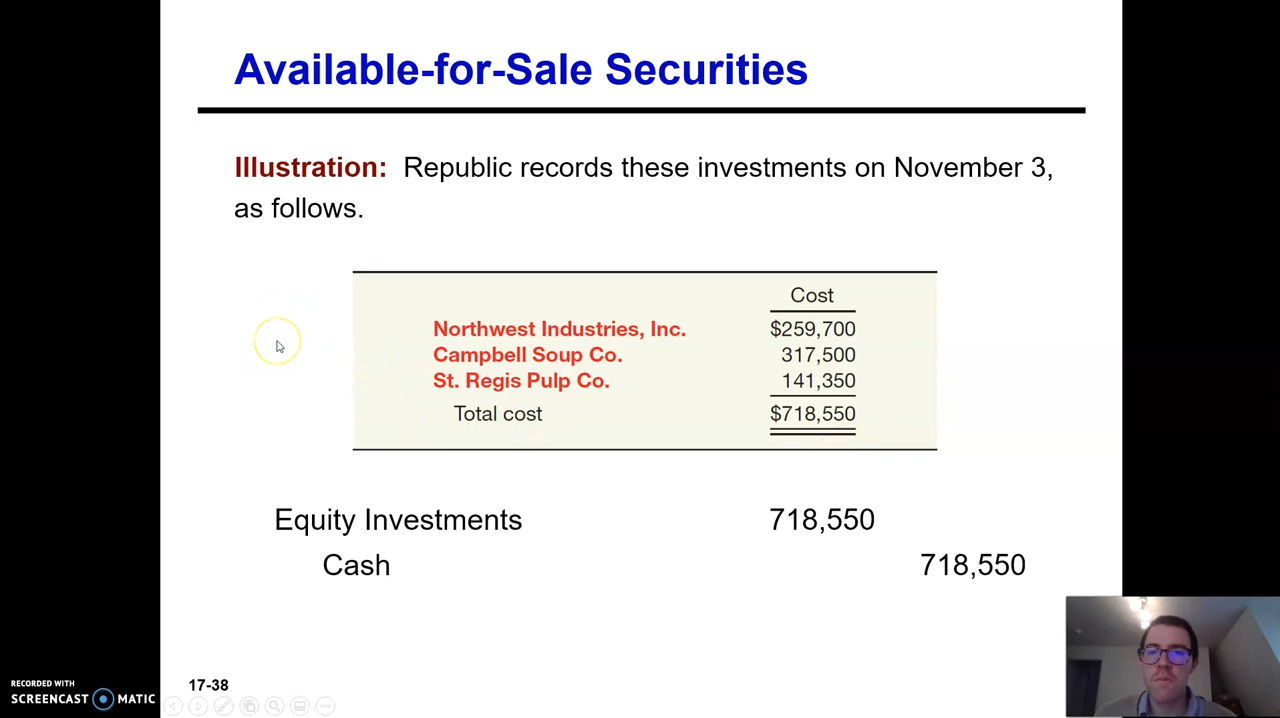 Available-for-Sale Securities
Illustration: Republic records these investments on November 3,
as follows.
Cost
Northwest Industries, Inc. $259,700
Campbell Soup Co. 317,500
St. Regis Pulp Co. 141,350
Total cost $718,550
Equity Investments 718,550
Cash 718,550
17-38
RECORDED WITH
SCREENCAST MATIC